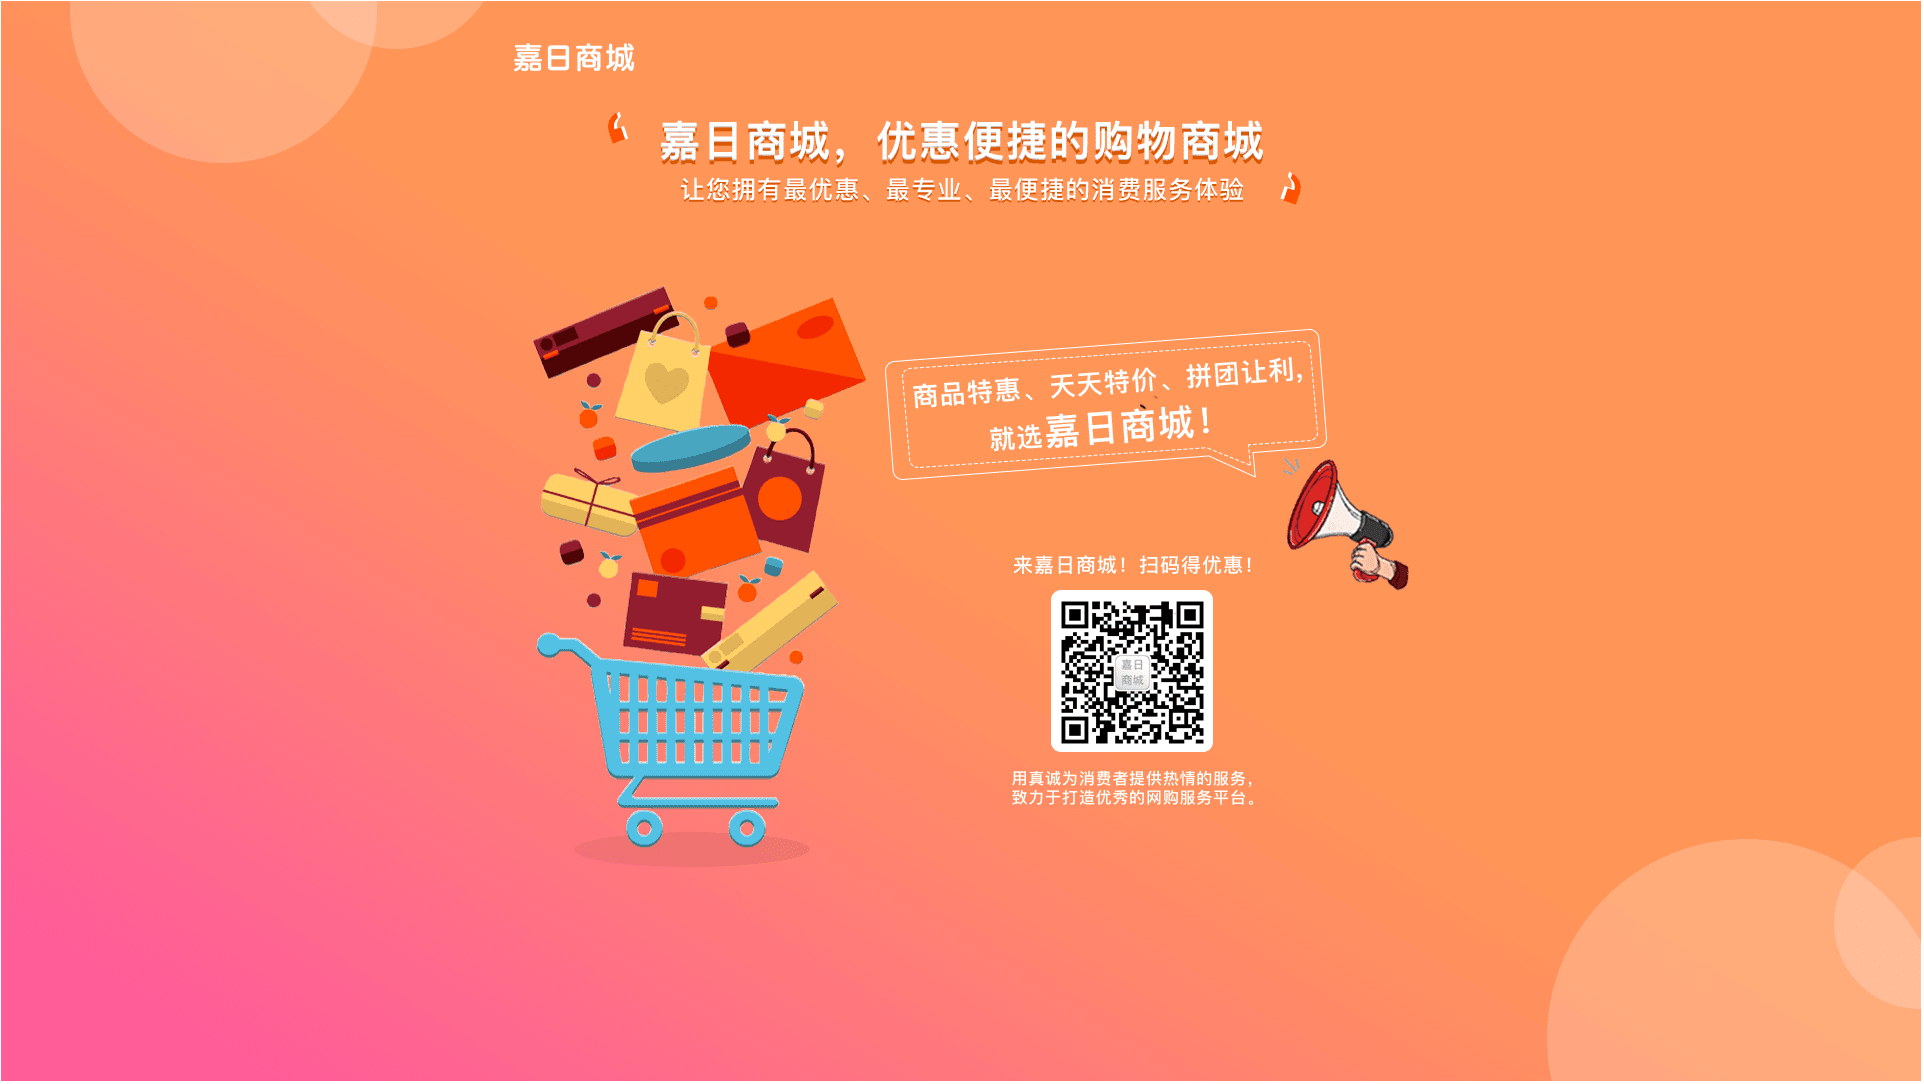 嘉日商城
嘉日商城，优惠便捷的购物商城
让您拥有最优惠、最专业、最便捷的消费服务体验
商品特惠、天天特价、拼团让利,
就选嘉日商城！
来嘉日商城！扫码得优惠！
嘉日
商城
用真诚为消费者提供热情的服务，
致力于打造优秀的网购服务平台。